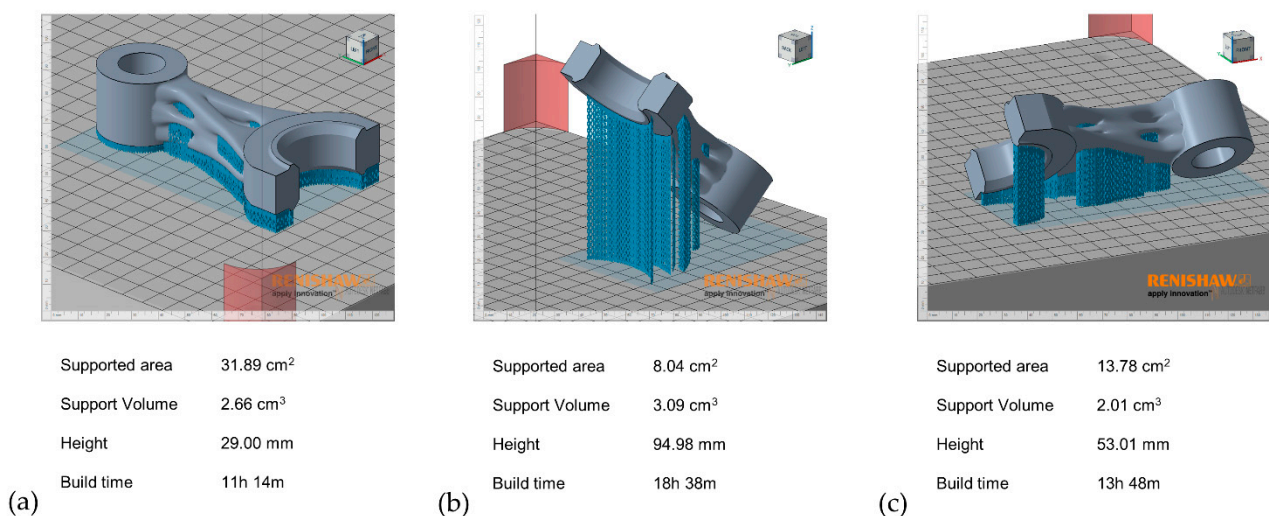 RENISHAW
apply innovation™
RENISHAW
apply innovation™
RENISHAW
apply innovation™
Supported area 31.89 cm²
Support Volume 2.66 cm³
Height 29.00 mm
Build time 11h 14m
(a)
Supported area 8.04 cm²
Support Volume 3.09 cm³
Height 94.98 mm
Build time 18h 38m
(b)
Supported area 13.78 cm²
Support Volume 2.01 cm³
Height 53.01 mm
Build time 13h 48m
(c)